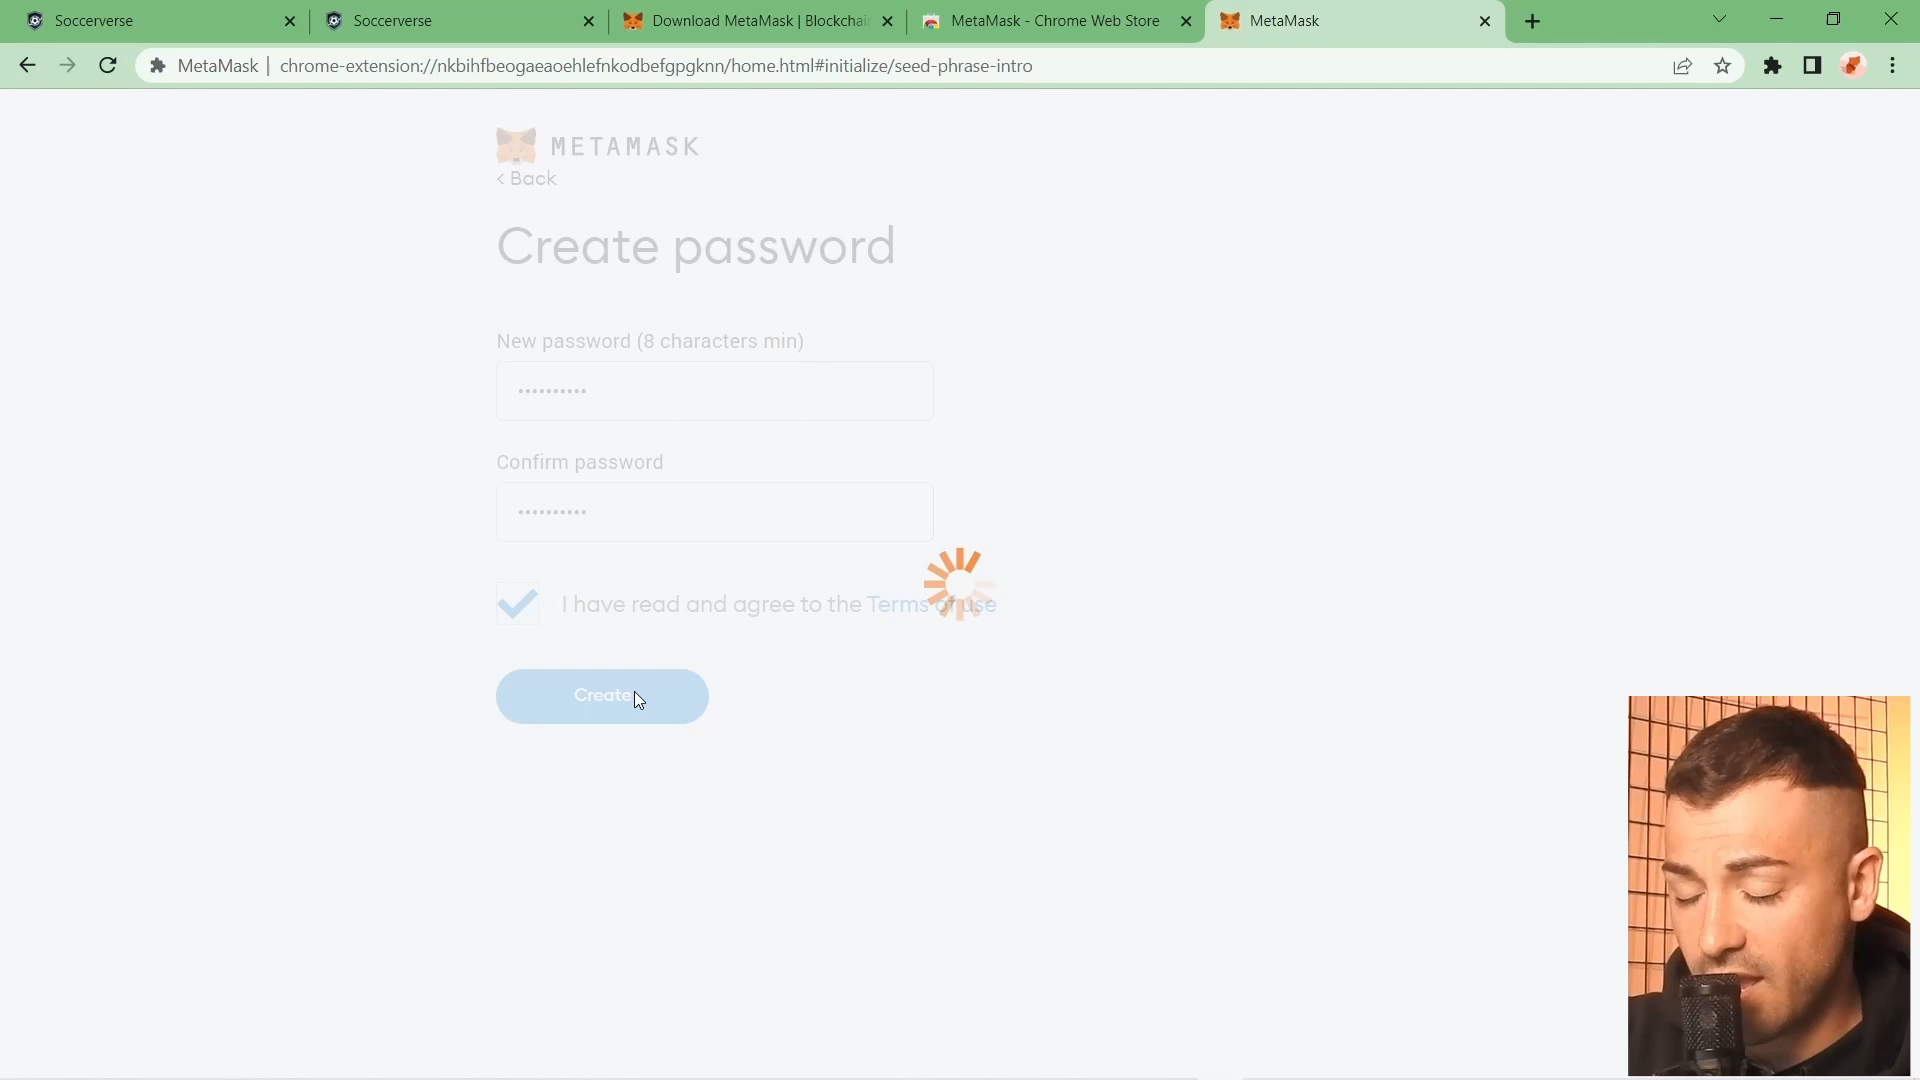 Soccerverse
Soccerverse
Download MetaMask | Blockchai
MetaMask - Chrome Web Store
MetaMask
MetaMask | chrome-extension://nkbihfbeogaeaoehlefnkodbefgpgknn/home.html#initialize/seed-phrase-intro
METAMASK
< Back
Create password
New password (8 characters min)
••••••••••
Confirm password
••••••••••
I have read and agree to the Terms of use
Create